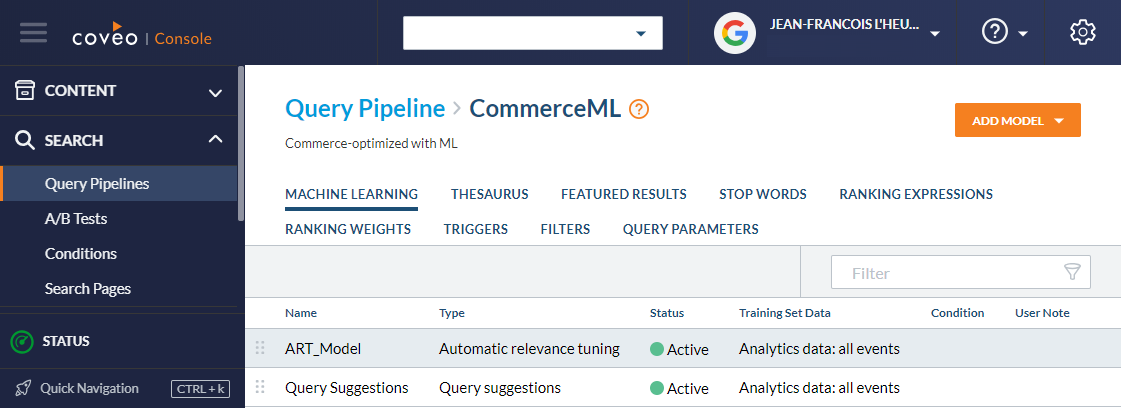 coveo | Console
JEAN-FRANCOIS L'HEU...
CONTENT
SEARCH
Query Pipelines
A/B Tests
Conditions
Search Pages
STATUS
Quick Navigation CTRL + k
Query Pipeline > CommerceML
Commerce-optimized with ML
ADD MODEL
MACHINE LEARNING THESAURUS FEATURED RESULTS STOP WORDS RANKING EXPRESSIONS
RANKING WEIGHTS TRIGGERS FILTERS QUERY PARAMETERS
Filter
Name Type Status Training Set Data Condition User Note
ART_Model Automatic relevance tuning Active Analytics data: all events
Query Suggestions Query suggestions Active Analytics data: all events